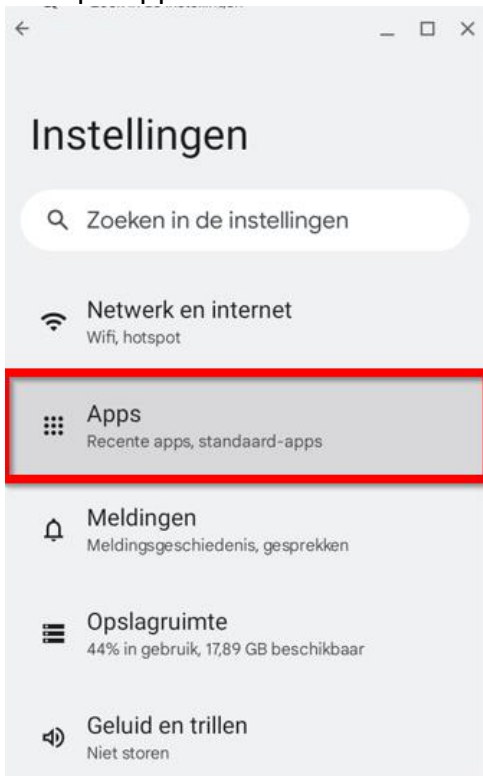 Instellingen
Zoeken in de instellingen
Netwerk en internet
Wifi, hotspot
Apps
Recente apps, standaard-apps
Meldingen
Meldingsgeschiedenis, gesprekken
Opslagruimte
44% in gebruik, 17,89 GB beschikbaar
Geluid en trillen
Niet storen